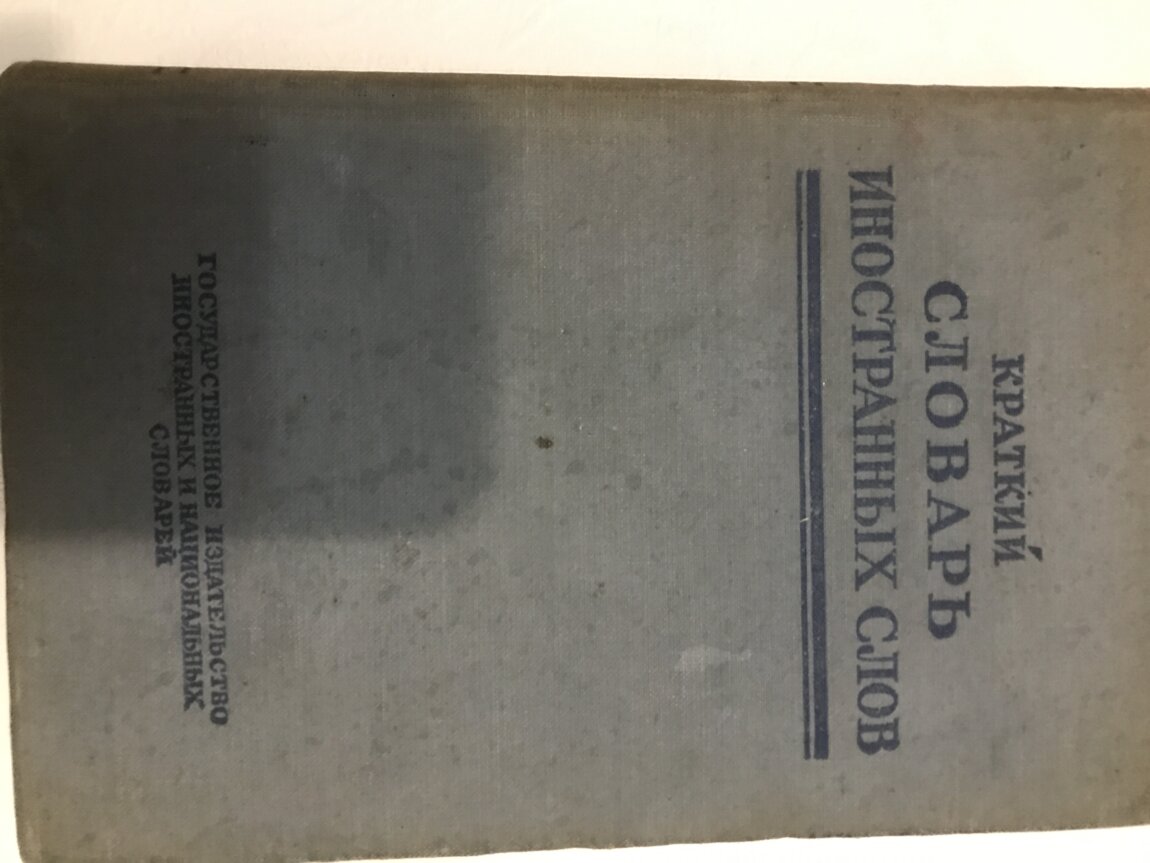 КРАТКИЙ
СЛОВАРЬ
ИНОСТРАННЫХ СЛОВ
ГОСУДАРСТВЕННОЕ ИЗДАТЕЛЬСТВО
ИНОСТРАННЫХ И НАЦИОНАЛЬНЫХ
СЛОВАРЕЙ